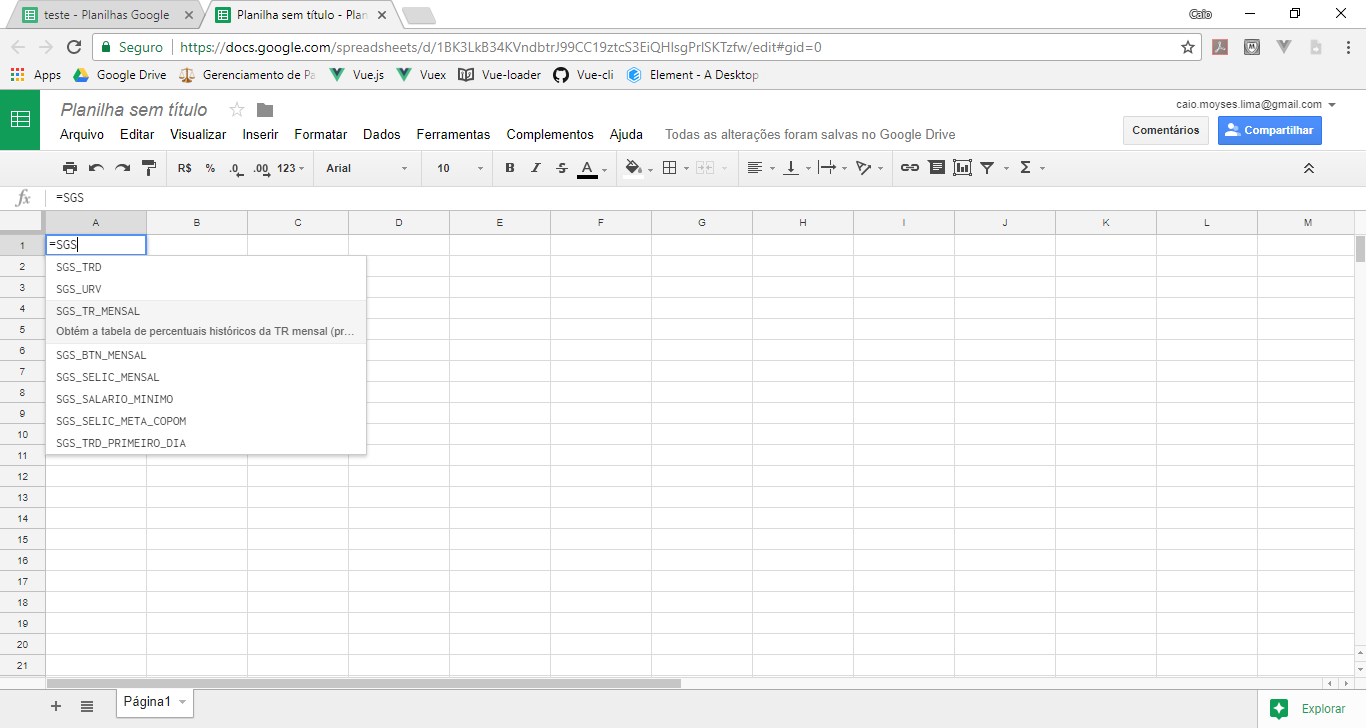 teste - Planilhas Google
Planilha sem título - Plan
Caio
Seguro
https://docs.google.com/spreadsheets/d/1BK3LkB34KVndbtrJ99CC19ztcS3EiQHIsgPrISKTzfw/edit#gid=0
Apps Google Drive Gerenciamento de Pa Vue.js Vuex Vue-loader Vue-cli Element - A Desktop
Planilha sem título
caio.moyses.lima@gmail.com
Arquivo Editar Visualizar Inserir Formatar Dados Ferramentas Complementos Ajuda Todas as alterações foram salvas no Google Drive
Comentários Compartilhar
R$ % .0 .00 123 Arial 10 B I S A Σ
fx =SGS
A B C D E F G H I J K L M
1 =SGS
2
3
4
5
6
7
8
9
10
11
12
13
14
15
16
17
18
19
20
21
SGS_TRD
SGS_URV
SGS_TR_MENSAL
Obtém a tabela de percentuais históricos da TR mensal (pr...
SGS_BTN_MENSAL
SGS_SELIC_MENSAL
SGS_SALARIO_MINIMO
SGS_SELIC_META_COPOM
SGS_TRD_PRIMEIRO_DIA
+ Página1
Explorar